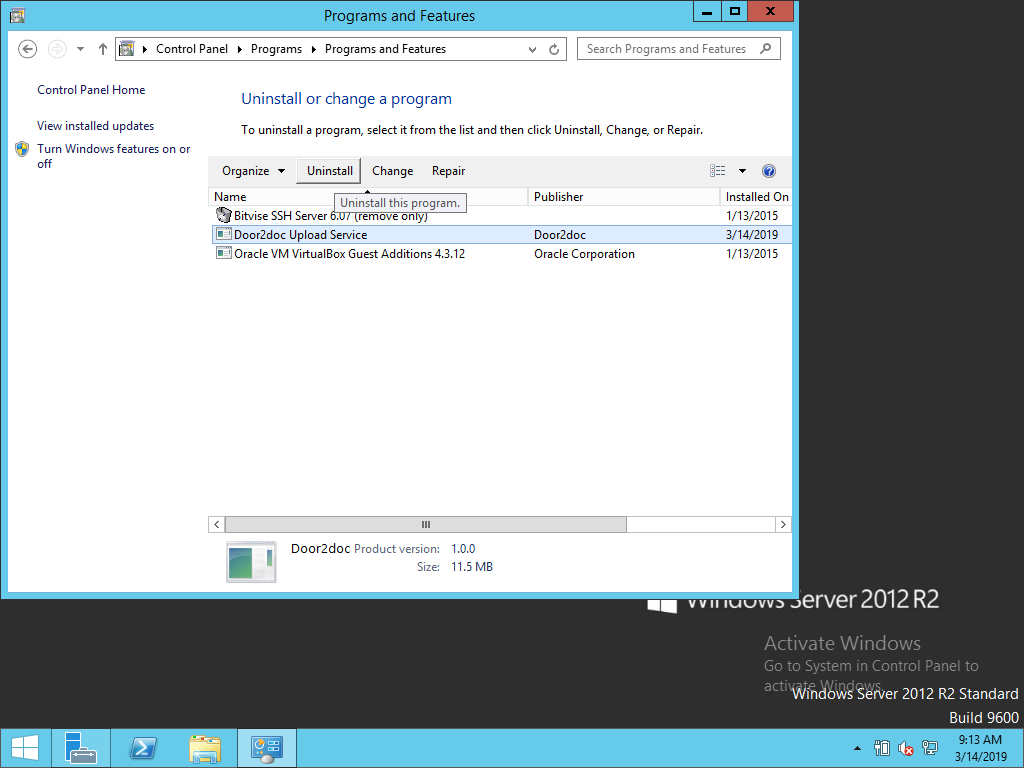 Programs and Features
Control Panel
Programs
Programs and Features
Search Programs and Features
Control Panel Home
View installed updates
Turn Windows features on or
off
Uninstall or change a program
To uninstall a program, select it from the list and then click Uninstall, Change, or Repair.
Organize
Uninstall
Change
Repair
Name
Publisher
Installed On
Uninstall this program.
Bitvise SSH Server 6.07 (remove only)
1/13/2015
Door2doc Upload Service
Door2doc
3/14/2019
Oracle VM VirtualBox Guest Additions 4.3.12
Oracle Corporation
1/13/2015
Door2doc Product version: 1.0.0
Size: 11.5 MB
Windows Server 2012 R2
Activate Windows
Go to System in Control Panel to
activate Windows.
Windows Server 2012 R2 Standard
Build 9600
9:13 AM
3/14/2019